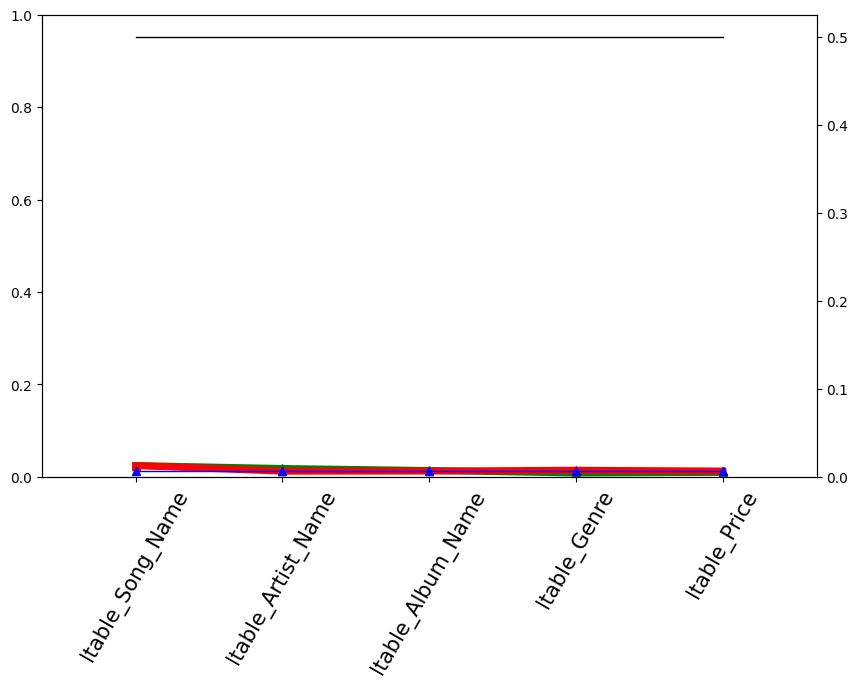 1.0
0.8
0.6
0.4
0.2
0.0
0.5
0.4
0.3
0.2
0.1
0.0
ltable_Song_Name
ltable_Artist_Name
ltable_Album_Name
ltable_Genre
ltable_Price